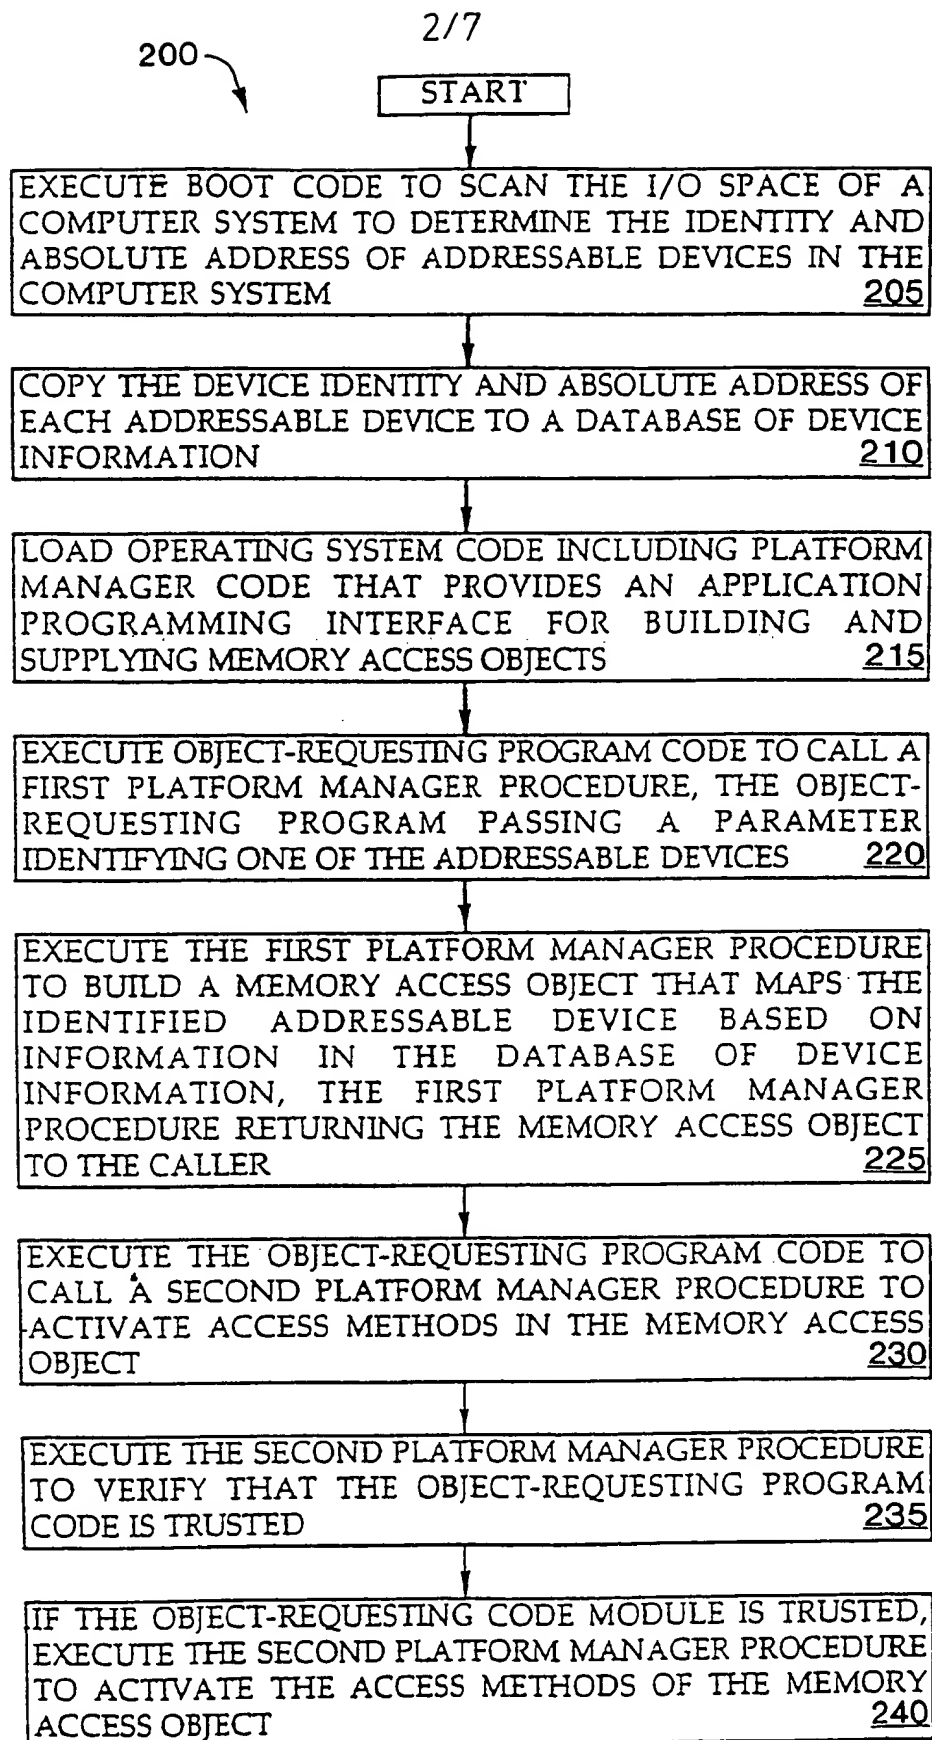 2/7
200
START
EXECUTE BOOT CODE TO SCAN THE I/O SPACE OF A
COMPUTER SYSTEM TO DETERMINE THE IDENTITY AND
ABSOLUTE ADDRESS OF ADDRESSABLE DEVICES IN THE
COMPUTER SYSTEM 205
COPY THE DEVICE IDENTITY AND ABSOLUTE ADDRESS OF
EACH ADDRESSABLE DEVICE TO A DATABASE OF DEVICE
INFORMATION 210
LOAD OPERATING SYSTEM CODE INCLUDING PLATFORM
MANAGER CODE THAT PROVIDES AN APPLICATION
PROGRAMMING INTERFACE FOR BUILDING AND
SUPPLYING MEMORY ACCESS OBJECTS 215
EXECUTE OBJECT-REQUESTING PROGRAM CODE TO CALL A
FIRST PLATFORM MANAGER PROCEDURE, THE OBJECT-
REQUESTING PROGRAM PASSING A PARAMETER
IDENTIFYING ONE OF THE ADDRESSABLE DEVICES 220
EXECUTE THE FIRST PLATFORM MANAGER PROCEDURE
TO BUILD A MEMORY ACCESS OBJECT THAT MAPS THE
IDENTIFIED ADDRESSABLE DEVICE BASED ON
INFORMATION IN THE DATABASE OF DEVICE
INFORMATION, THE FIRST PLATFORM MANAGER
PROCEDURE RETURNING THE MEMORY ACCESS OBJECT
TO THE CALLER 225
EXECUTE THE OBJECT-REQUESTING PROGRAM CODE TO
CALL A SECOND PLATFORM MANAGER PROCEDURE TO
ACTIVATE ACCESS METHODS IN THE MEMORY ACCESS
OBJECT 230
EXECUTE THE SECOND PLATFORM MANAGER PROCEDURE
TO VERIFY THAT THE OBJECT-REQUESTING PROGRAM
CODE IS TRUSTED 235
IF THE OBJECT-REQUESTING CODE MODULE IS TRUSTED,
EXECUTE THE SECOND PLATFORM MANAGER PROCEDURE
TO ACTIVATE THE ACCESS METHODS OF THE MEMORY
ACCESS OBJECT 240